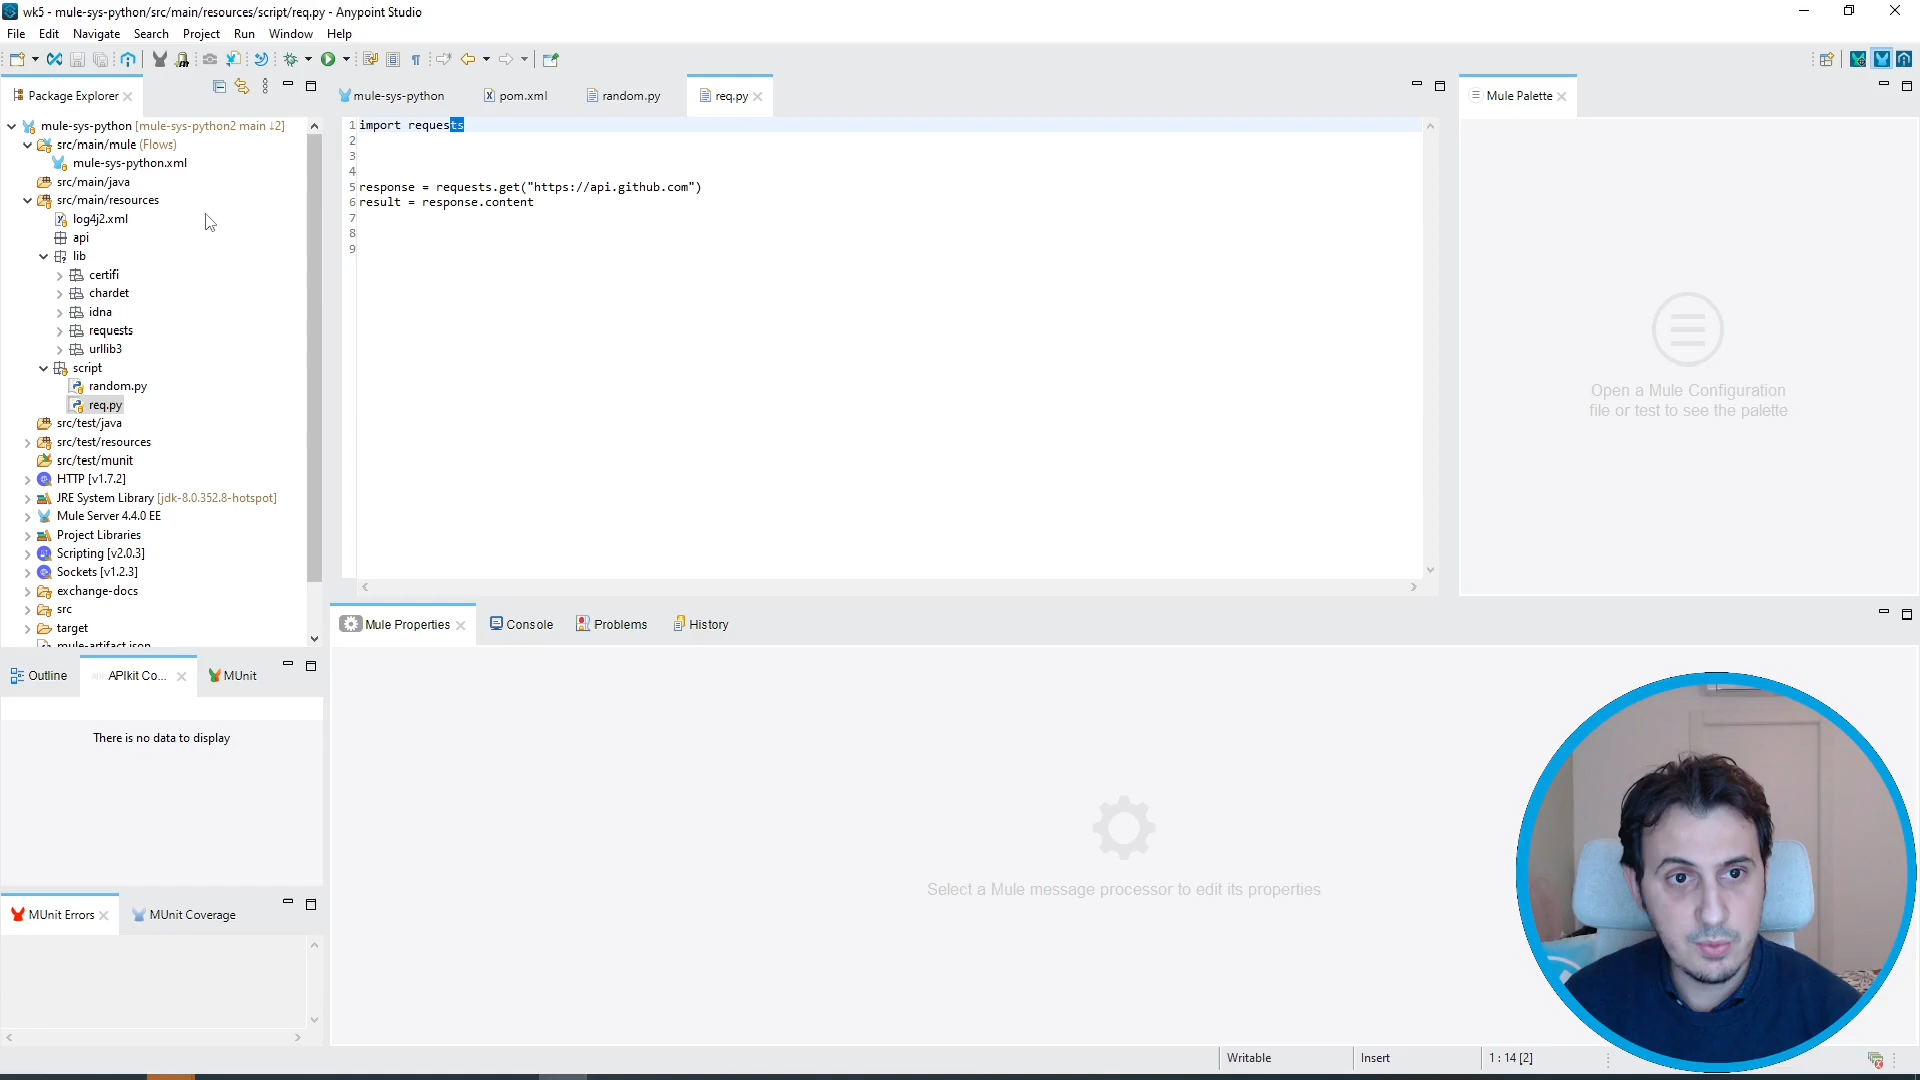 wk5 - mule-sys-python/src/main/resources/script/req.py - Anypoint Studio
File Edit Navigate Search Project Run Window Help
Package Explorer
mule-sys-python [mule-sys-python2 main ↓2]
src/main/mule (Flows)
mule-sys-python.xml
src/main/java
src/main/resources
log4j2.xml
api
lib
certifi
chardet
idna
requests
urllib3
script
random.py
req.py
src/test/java
src/test/resources
src/test/munit
HTTP [v1.7.2]
JRE System Library [jdk-8.0.352.8-hotspot]
Mule Server 4.4.0 EE
Project Libraries
Scripting [v2.0.3]
Sockets [v1.2.3]
exchange-docs
src
target
mule-artifact.json
mule-sys-python pom.xml random.py req.py
1 import requests
2
3
4
5 response = requests.get("https://api.github.com")
6 result = response.content
7
8
9
Mule Palette
Open a Mule Configuration
file or test to see the palette
Outline APIkit Co... MUnit
There is no data to display
MUnit Errors MUnit Coverage
Mule Properties Console Problems History
Select a Mule message processor to edit its properties
Writable Insert 1 : 14 [2]